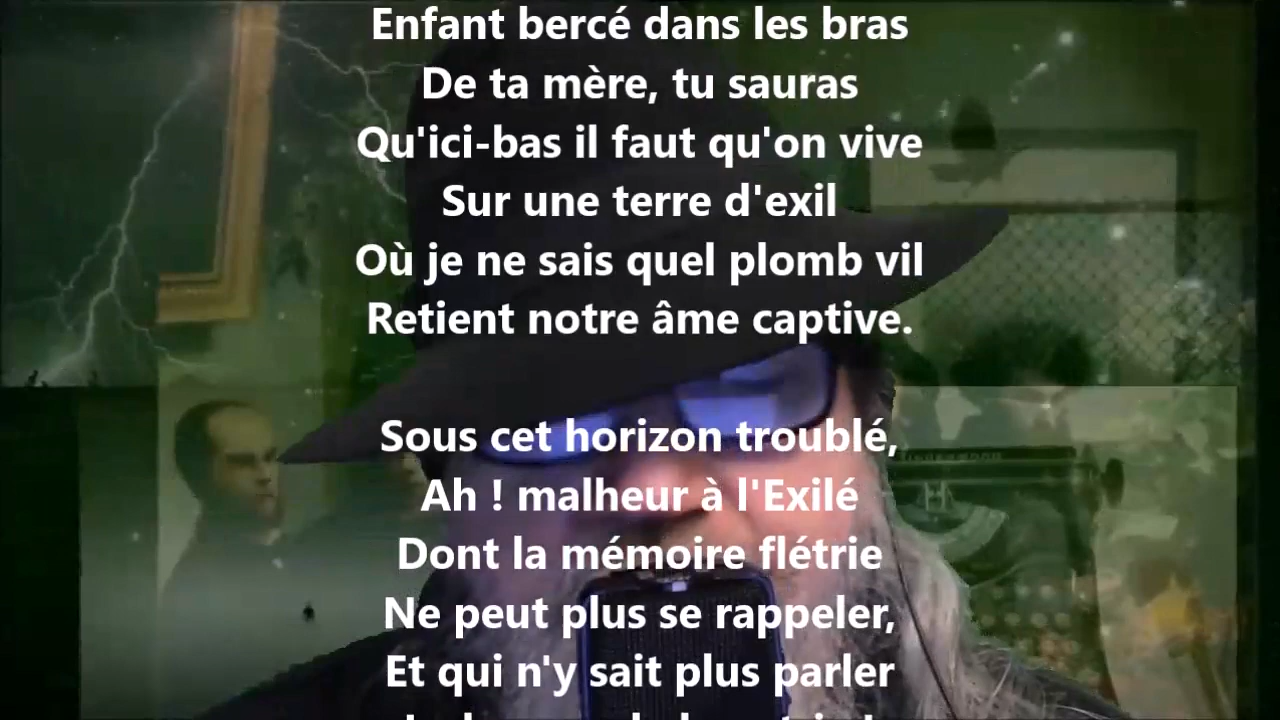 Enfant bercé dans les bras
De ta mère, tu sauras
Qu'ici-bas il faut qu'on vive
Sur une terre d'exil
Où je ne sais quel plomb vil
Retient notre âme captive.
Sous cet horizon troublé,
Ah ! malheur à l'Exilé
Dont la mémoire flétrie
Ne peut plus se rappeler,
Et qui n'y sait plus parler